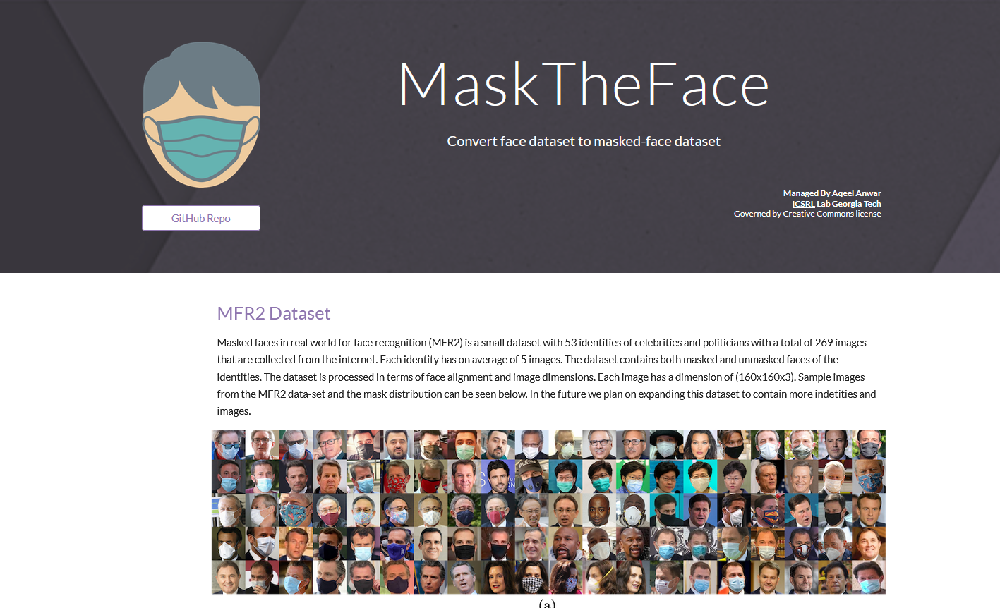 MaskTheFace
Convert face dataset to masked-face dataset
Managed By Aqeel Anwar
ICSRL Lab Georgia Tech
Governed by Creative Commons license
GitHub Repo
MFR2 Dataset
Masked faces in real world for face recognition (MFR2) is a small dataset with 53 identities of celebrities and politicians with a total of 269 images
that are collected from the internet. Each identity has on average of 5 images. The dataset contains both masked and unmasked faces of the
identities. The dataset is processed in terms of face alignment and image dimensions. Each image has a dimension of (160x160x3). Sample images
from the MFR2 data-set and the mask distribution can be seen below. In the future we plan on expanding this dataset to contain more indetities and
images.
(a)